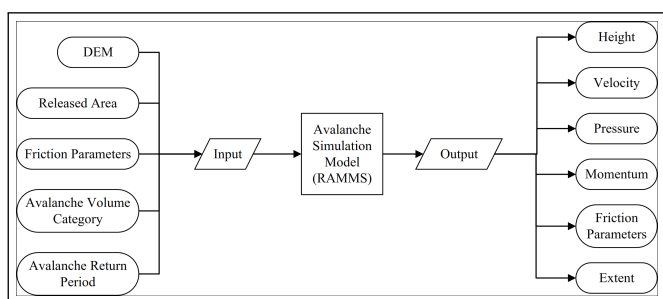 DEM
Released Area
Friction Parameters
Avalanche Volume
Category
Avalanche Return
Period
Input
Avalanche
Simulation
Model
(RAMMS)
Output
Height
Velocity
Pressure
Momentum
Friction
Parameters
Extent